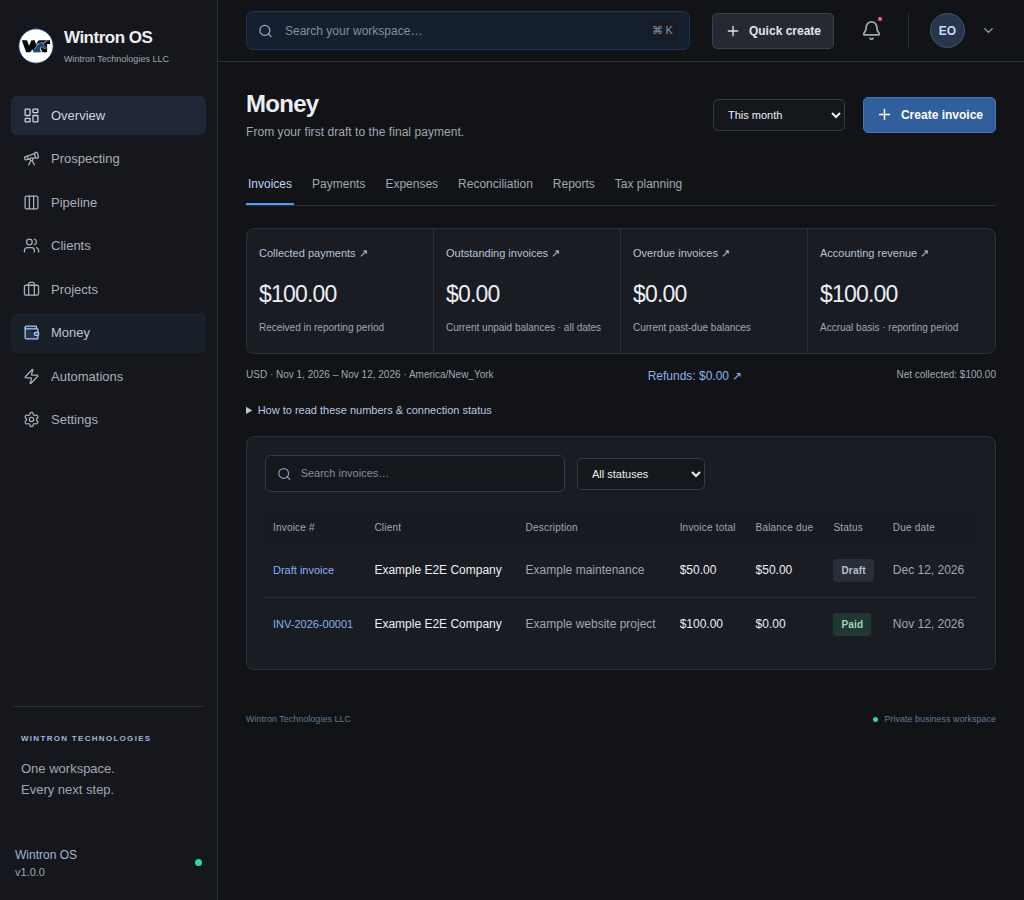 Wintron OS
Wintron Technologies LLC
Overview
Prospecting
Pipeline
Clients
Projects
Money
Automations
Settings
WINTRON TECHNOLOGIES
One workspace.
Every next step.
Wintron OS
v1.0.0
Search your workspace…
⌘ K
Quick create
EO
Money
From your first draft to the final payment.
This month
Create invoice
Invoices Payments Expenses Reconciliation Reports Tax planning
Collected payments ↗
$100.00
Received in reporting period
Outstanding invoices ↗
$0.00
Current unpaid balances · all dates
Overdue invoices ↗
$0.00
Current past-due balances
Accounting revenue ↗
$100.00
Accrual basis · reporting period
USD · Nov 1, 2026 – Nov 12, 2026 · America/New_York
Refunds: $0.00 ↗
Net collected: $100.00
How to read these numbers & connection status
Search invoices…
All statuses
Invoice # Client Description Invoice total Balance due Status Due date
Draft invoice Example E2E Company Example maintenance $50.00 $50.00 Draft Dec 12, 2026
INV-2026-00001 Example E2E Company Example website project $100.00 $0.00 Paid Nov 12, 2026
Wintron Technologies LLC
Private business workspace